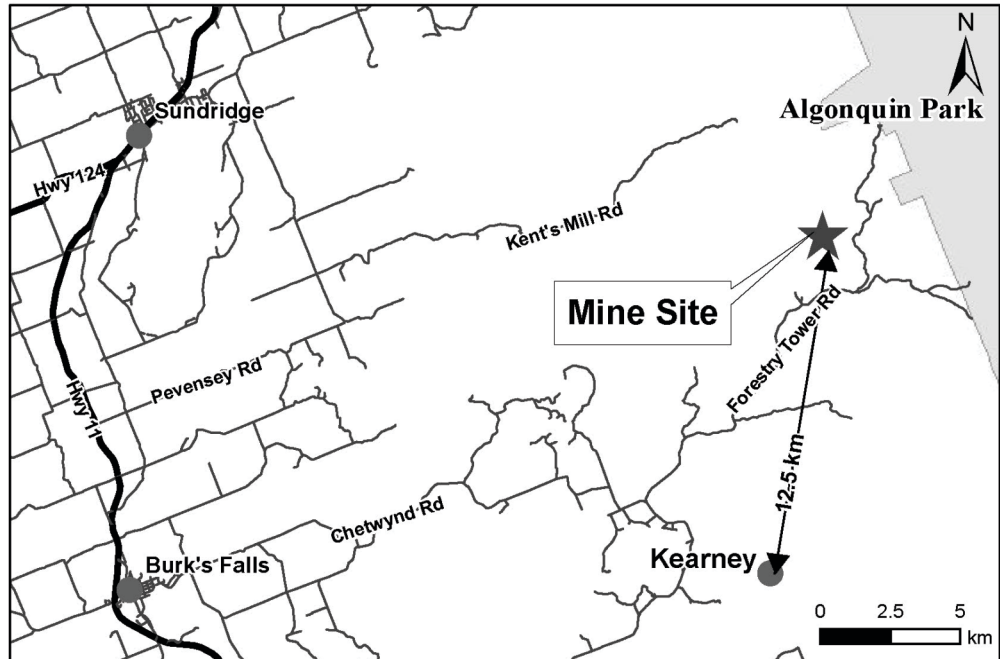 N
Sundridge
Algonquin Park
Hwy 124
Kent's Mill Rd
Mine Site
Forestry Tower Rd
Pevensey Rd
Hwy 11
12.5 km
Chetwynd Rd
Burk's Falls
Kearney
0 2.5 5
km